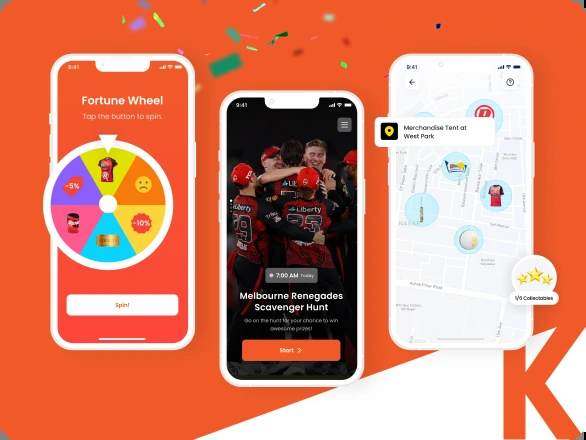 9:41
Fortune Wheel
Tap the button to spin.
-5%
-10%
Spin!
9:41
Liberty
Liberty
7:00 AM Today
Melbourne Renegades
Scavenger Hunt
Go on the hunt for your chance to win
awesome prizes!
Start
9:41
Merchandise Tent at
West Park
1/6 Collectables
K